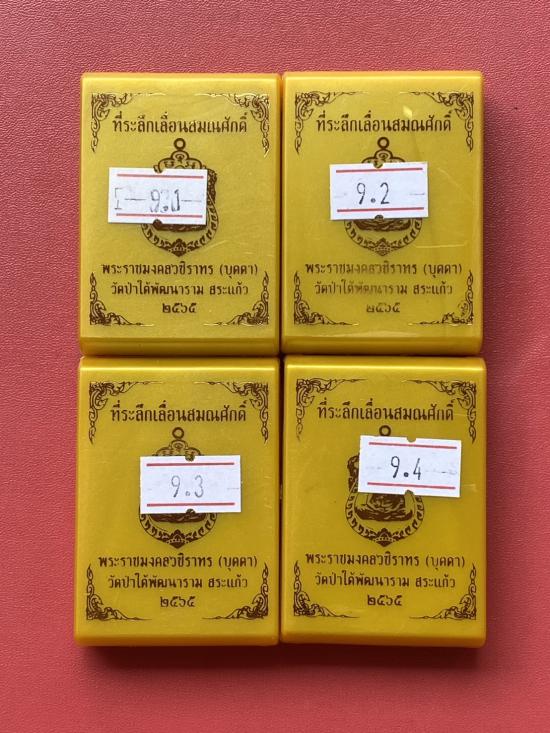 ที่ระลึกเลื่อนสมณศักดิ์
9.1
พระราชมงคลวชิราทร (บุดดา)
วัดป่าใต้พัฒนาราม สระแก้ว
๒๕๖๕
ที่ระลึกเลื่อนสมณศักดิ์
9.2
พระราชมงคลวชิราทร (บุดดา)
วัดป่าใต้พัฒนาราม สระแก้ว
๒๕๖๕
ที่ระลึกเลื่อนสมณศักดิ์
9.3
พระราชมงคลวชิราทร (บุดดา)
วัดป่าใต้พัฒนาราม สระแก้ว
๒๕๖๕
ที่ระลึกเลื่อนสมณศักดิ์
9.4
พระราชมงคลวชิราทร (บุดดา)
วัดป่าใต้พัฒนาราม สระแก้ว
๒๕๖๕